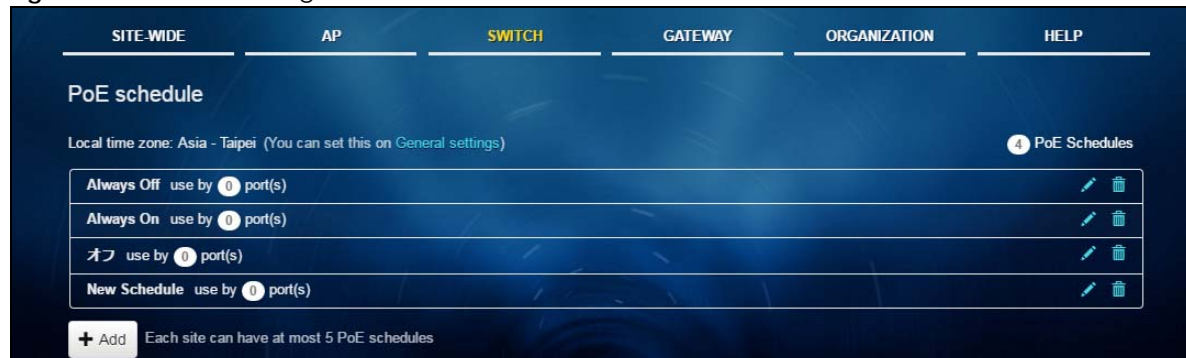 SITE-WIDE AP SWITCH GATEWAY ORGANIZATION HELP
PoE schedule
Local time zone: Asia - Taipei (You can set this on General settings)
4 PoE Schedules
Always Off use by 0 port(s)
Always On use by 0 port(s)
オフ use by 0 port(s)
New Schedule use by 0 port(s)
+ Add Each site can have at most 5 PoE schedules